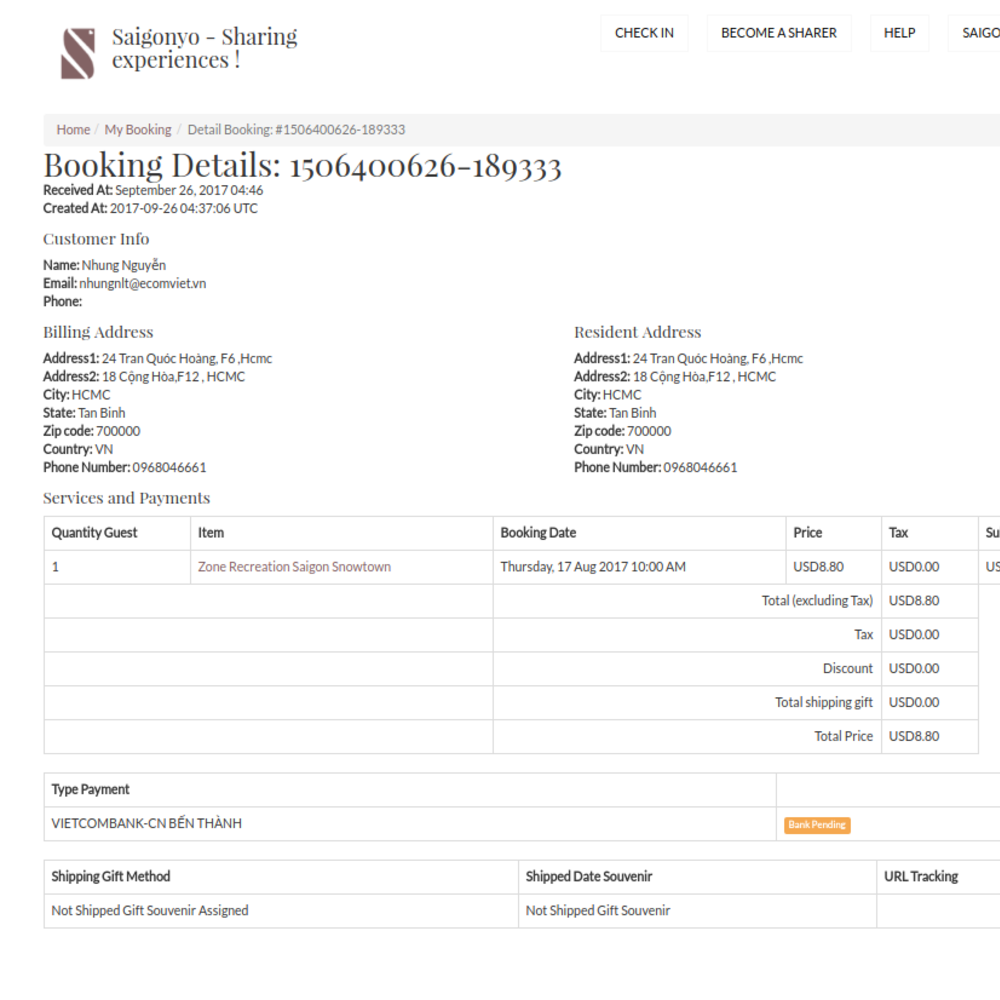 Saigonyo - Sharing
experiences !
CHECK IN BECOME A SHARER HELP SAIGO
Home / My Booking / Detail Booking: #1506400626-189333
Booking Details: 1506400626-189333
Received At: September 26, 2017 04:46
Created At: 2017-09-26 04:37:06 UTC
Customer Info
Name: Nhung Nguyễn
Email: nhungnlt@ecomviet.vn
Phone:
Billing Address Resident Address
Address1: 24 Tran Quóc Hoàng, F6 ,Hcmc Address1: 24 Tran Quóc Hoàng, F6 ,Hcmc
Address2: 18 Cộng Hòa,F12 , HCMC Address2: 18 Cộng Hòa,F12 , HCMC
City: HCMC City: HCMC
State: Tan Binh State: Tan Binh
Zip code: 700000 Zip code: 700000
Country: VN Country: VN
Phone Number: 0968046661 Phone Number: 0968046661
Services and Payments
Quantity Guest Item Booking Date Price Tax Su
1 Zone Recreation Saigon Snowtown Thursday, 17 Aug 2017 10:00 AM USD8.80 USD0.00 US
Total (excluding Tax) USD8.80
Tax USD0.00
Discount USD0.00
Total shipping gift USD0.00
Total Price USD8.80
Type Payment
VIETCOMBANK-CN BẾN THÀNH Bank Pending
Shipping Gift Method Shipped Date Souvenir URL Tracking
Not Shipped Gift Souvenir Assigned Not Shipped Gift Souvenir